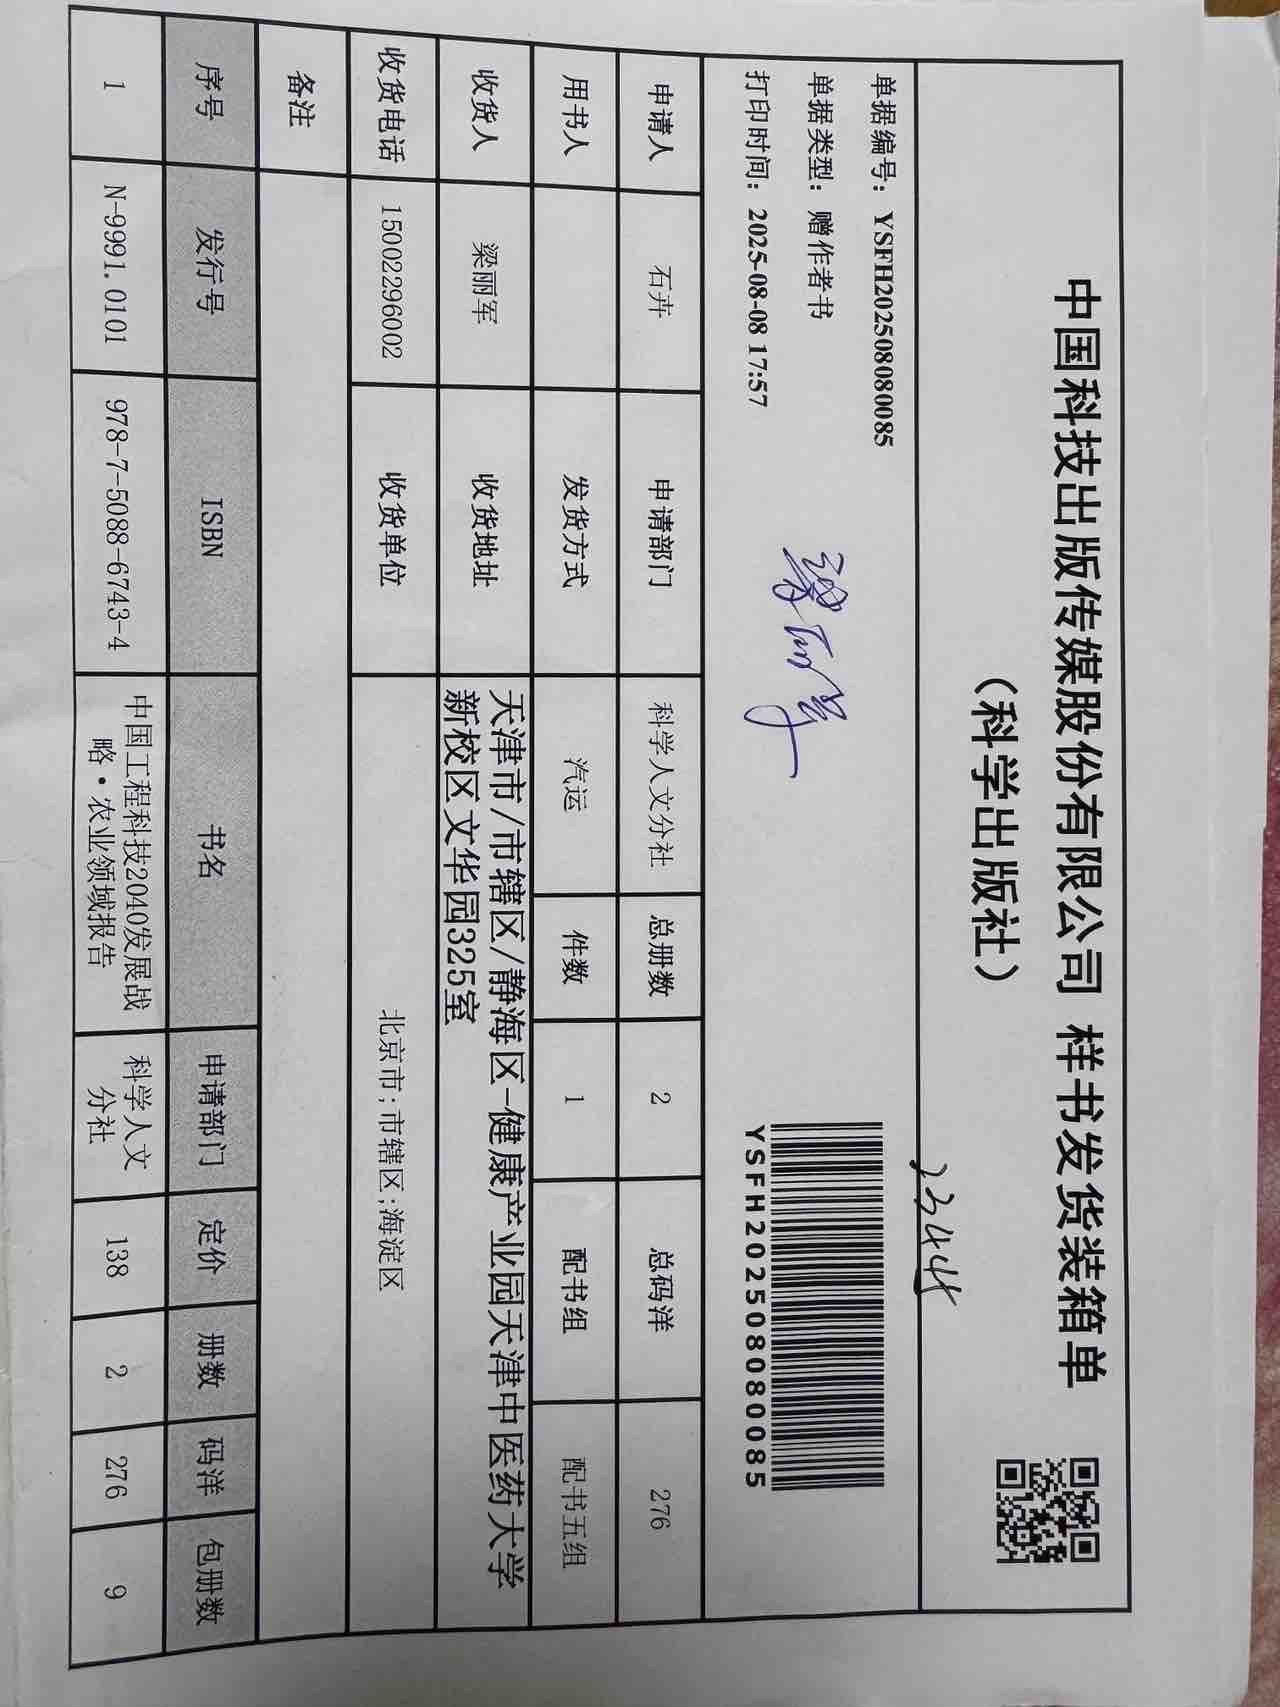 中国科技出版传媒股份有限公司 样书发货装箱单
（科学出版社）
2344
单据编号：YSFH202508080085
单据类型：赠作者书
打印时间：2025-08-08 17:57
YSFH202508080085
申请人 石卉 申请部门 科学人文分社 总册数 2 总码洋 276
用书人 发货方式 汽运 件数 1 配书组 配书五组
收货人 梁丽军 收货地址 天津市/市辖区/静海区-健康产业园天津中医药大学
新校区文华园325室
收货电话 15002296002 收货单位 北京市;市辖区;海淀区
备注
序号 发行号 ISBN 书名 申请部门 定价 册数 码洋 包册数
1 N-9991.0101 978-7-5088-6743-4 中国工程科技2040发展战 科学人文 138 2 276 9
略·农业领域报告 分社